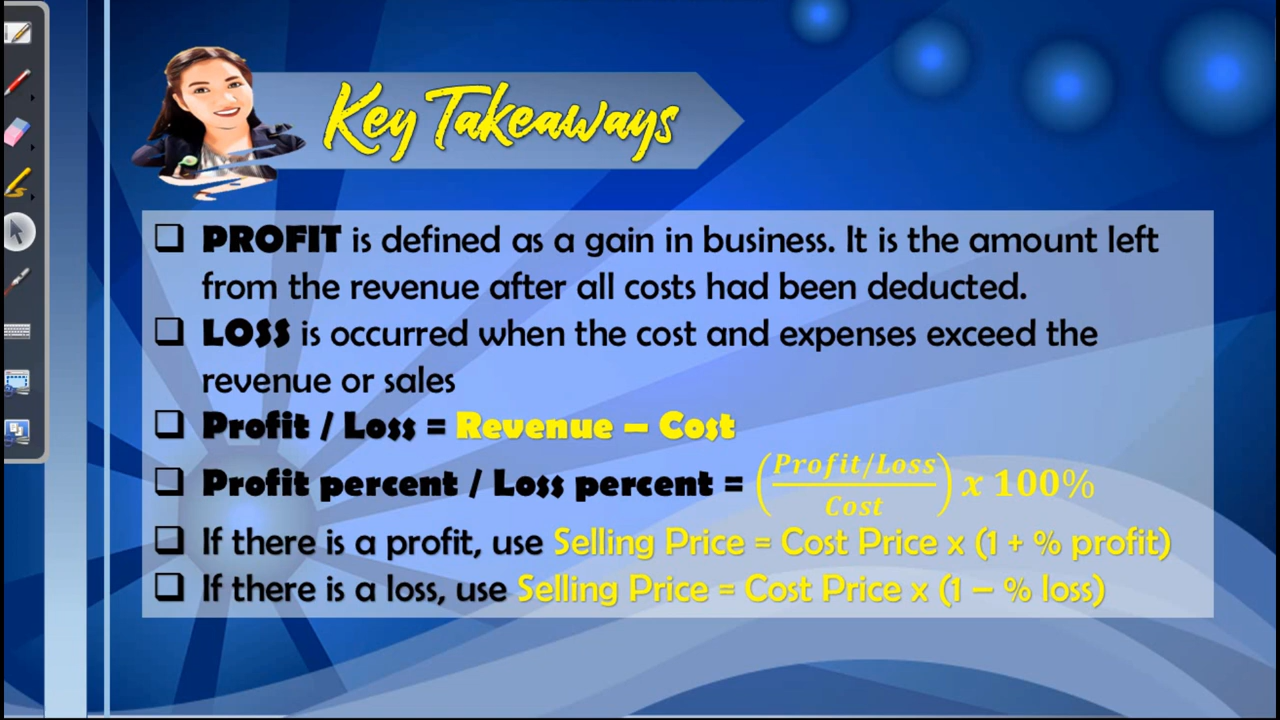 Key Takeaways
❑ PROFIT is defined as a gain in business. It is the amount left
from the revenue after all costs had been deducted.
❑ LOSS is occurred when the cost and expenses exceed the
revenue or sales
❑ Profit / Loss = Revenue – Cost
❑ Profit percent / Loss percent = (Profit/Loss / Cost) x 100%
❑ If there is a profit, use Selling Price = Cost Price x (1 + % profit)
❑ If there is a loss, use Selling Price = Cost Price x (1 – % loss)